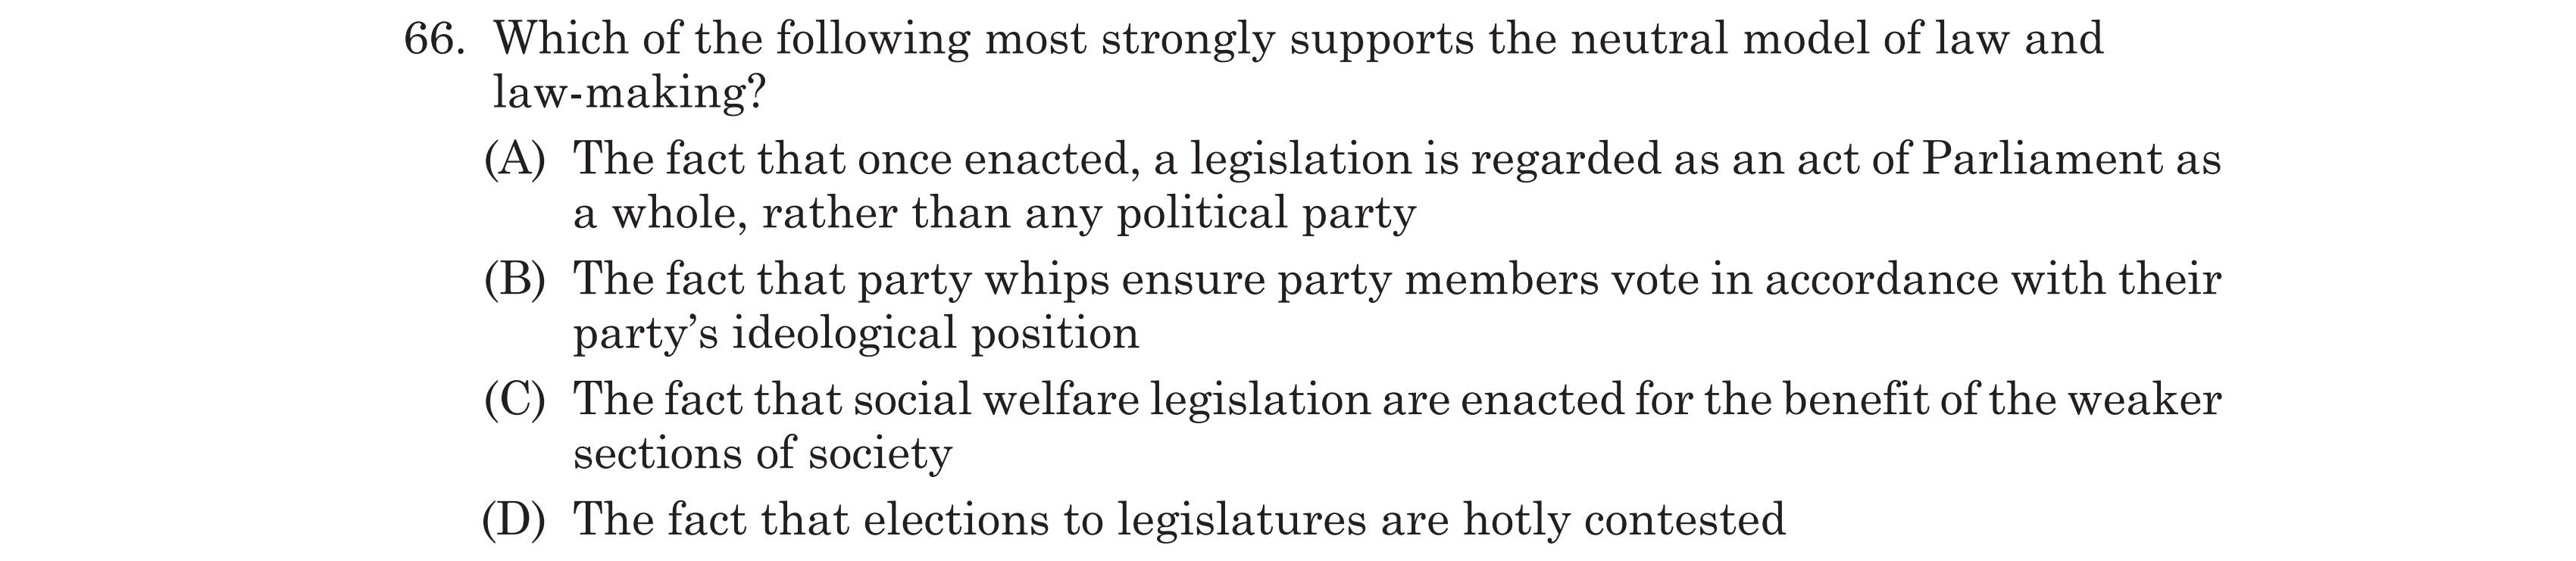 66. Which of the following most strongly supports the neutral model of law and
law-making?
(A) The fact that once enacted, a legislation is regarded as an act of Parliament as
a whole, rather than any political party
(B) The fact that party whips ensure party members vote in accordance with their
party’s ideological position
(C) The fact that social welfare legislation are enacted for the benefit of the weaker
sections of society
(D) The fact that elections to legislatures are hotly contested